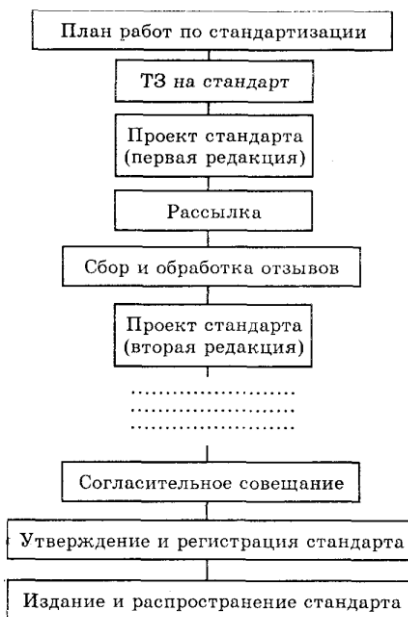 План работ по стандартизации
ТЗ на стандарт
Проект стандарта
(первая редакция)
Рассылка
Сбор и обработка отзывов
Проект стандарта
(вторая редакция)
........................
........................
........................
Согласительное совещание
Утверждение и регистрация стандарта
Издание и распространение стандарта